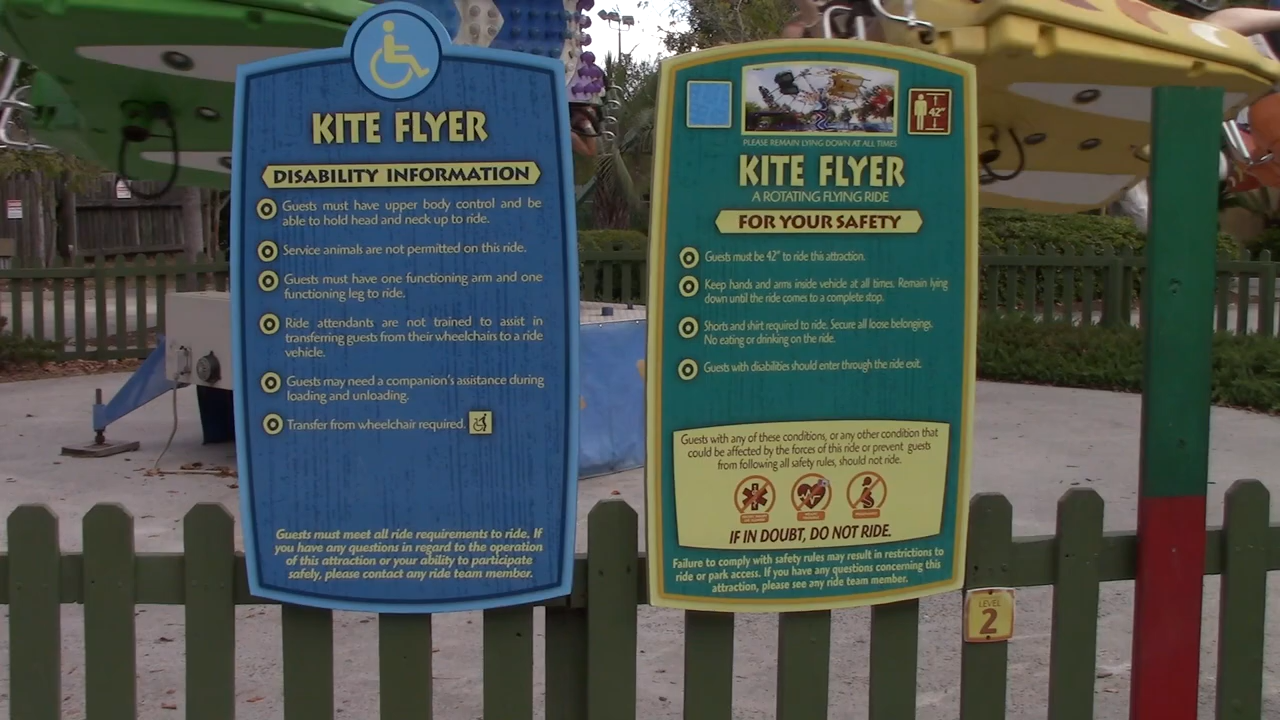 KITE FLYER
DISABILITY INFORMATION
Guests must have upper body control and be
able to hold head and neck up to ride.
Service animals are not permitted on this ride.
Guests must have one functioning arm and one
functioning leg to ride.
Ride attendants are not trained to assist in
transferring guests from their wheelchairs to a ride
vehicle.
Guests may need a companion's assistance during
loading and unloading.
Transfer from wheelchair required.
Guests must meet all ride requirements to ride. If
you have any questions in regard to the operation
of this attraction or your ability to participate
safely, please contact any ride team member.
42"
PLEASE REMAIN LYING DOWN AT ALL TIMES
KITE FLYER
A ROTATING FLYING RIDE
FOR YOUR SAFETY
Guests must be 42" to ride this attraction.
Keep hands and arms inside vehicle at all times. Remain lying
down until the ride comes to a complete stop.
Shorts and shirt required to ride. Secure all loose belongings.
No eating or drinking on the ride.
Guests with disabilities should enter through the ride exit.
Guests with any of these conditions, or any other condition that
could be affected by the forces of this ride or prevent guests
from following all safety rules, should not ride.
IF IN DOUBT, DO NOT RIDE.
Failure to comply with safety rules may result in restrictions to
ride or park access. If you have any questions concerning this
attraction, please see any ride team member.
LEVEL
2